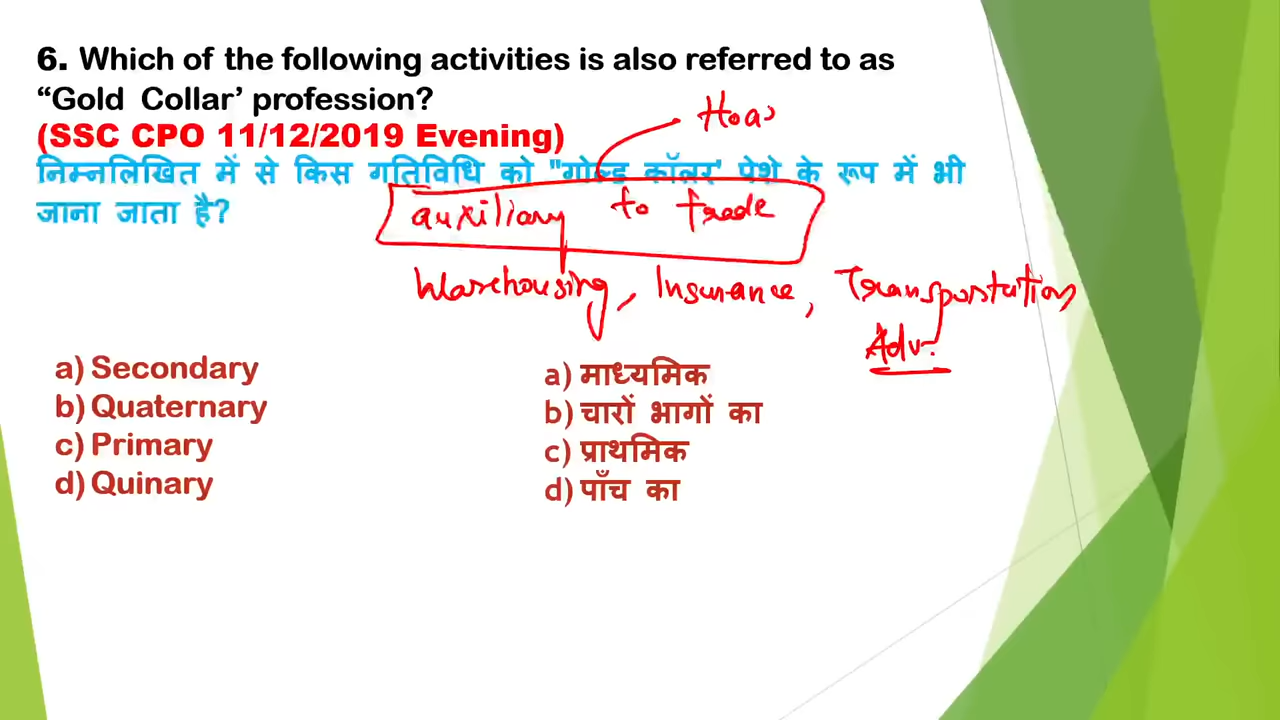 6. Which of the following activities is also referred to as
“Gold Collar’ profession?
(SSC CPO 11/12/2019 Evening)
निम्नलिखित में से किस गतिविधि को "गोल्ड कॉलर' पेशे के रूप में भी
जाना जाता है?
auxiliary to trade
Warehousing, Insurance, Transportation
Adv.
a) Secondary
b) Quaternary
c) Primary
d) Quinary
a) माध्यमिक
b) चारों भागों का
c) प्राथमिक
d) पाँच का